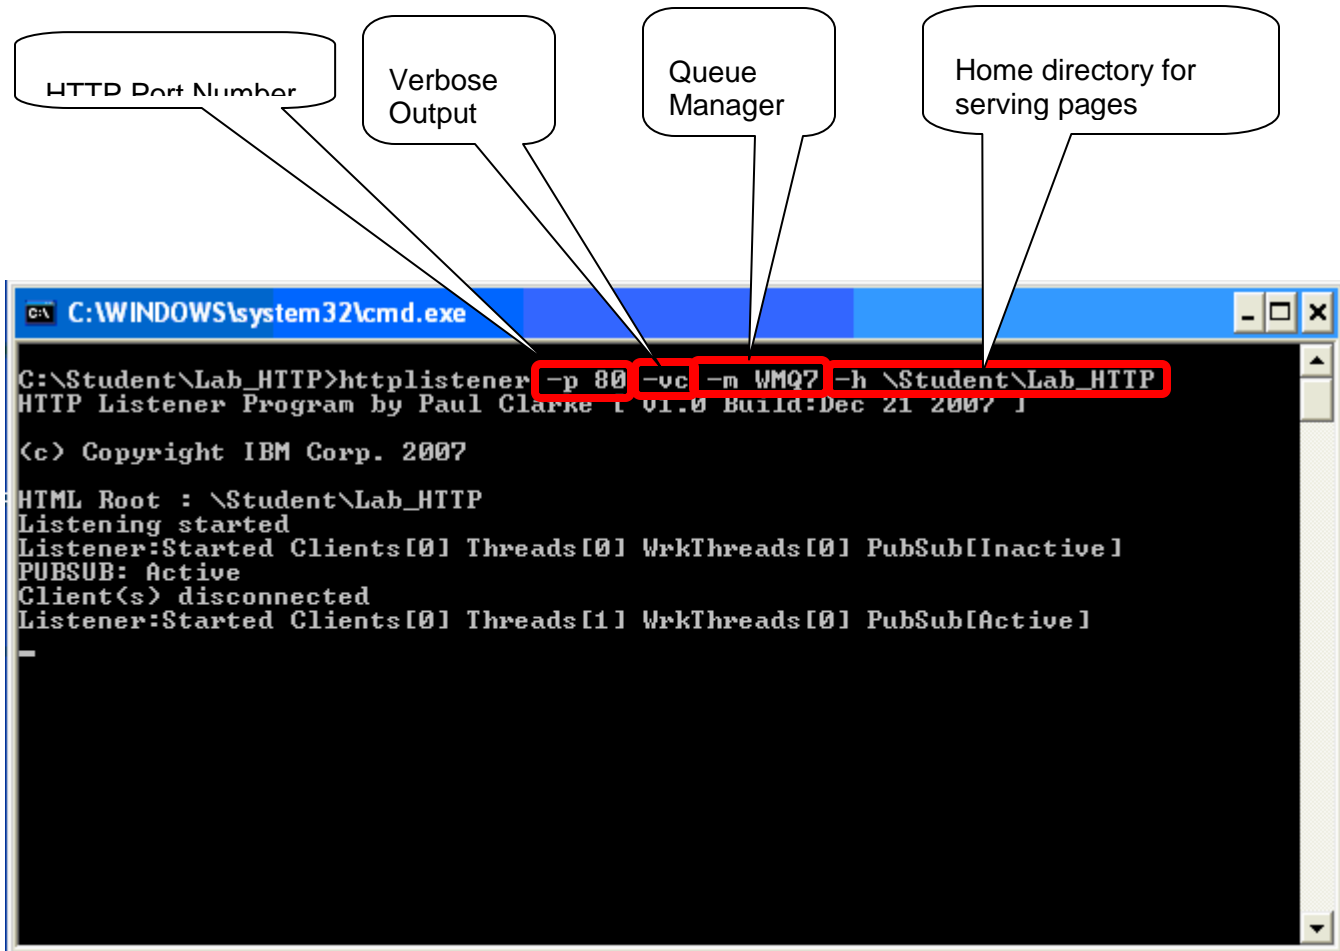 HTTP Port Number
Verbose
Output
Queue
Manager
Home directory for
serving pages
C:\WINDOWS\system32\cmd.exe
C:\Student\Lab_HTTP>httplistener -p 80 -vc -m WMQ7 -h \Student\Lab_HTTP
HTTP Listener Program by Paul Clarke [ V1.0 Build:Dec 21 2007 ]
(c) Copyright IBM Corp. 2007
HTML Root : \Student\Lab_HTTP
Listening started
Listener:Started Clients[0] Threads[0] WrkThreads[0] PubSub[Inactive]
PUBSUB: Active
Client(s) disconnected
Listener:Started Clients[0] Threads[1] WrkThreads[0] PubSub[Active]